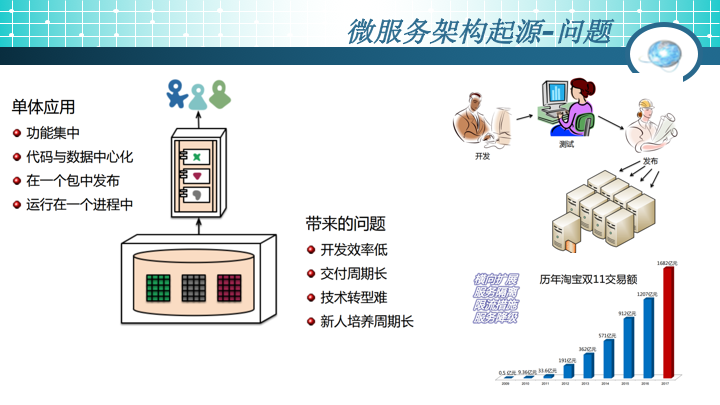 微服务架构起源-问题
单体应用
功能集中
代码与数据中心化
在一个包中发布
运行在一个进程中
带来的问题
开发效率低
交付周期长
技术转型难
新人培养周期长
开发
测试
发布
横向扩展
服务隔离
限流措施
服务降级
历年淘宝双11交易额
0.5 亿元
9.36亿元
33.6亿元
191亿元
362亿元
571亿元
912亿元
1207亿元
1682亿元
2009
2010
2011
2012
2013
2014
2015
2016
2017